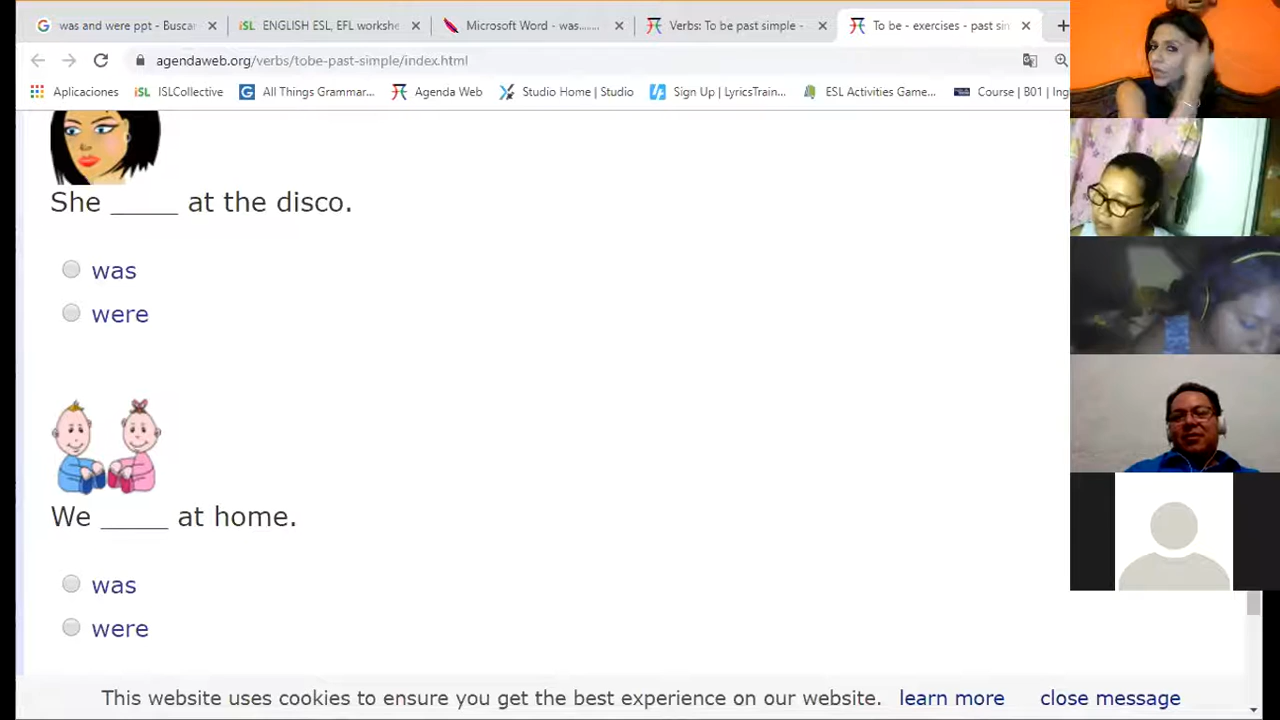 was and were ppt - Buscar
ENGLISH ESL, EFL workshe
Microsoft Word - was.......
Verbs: To be past simple -
To be - exercises - past sin
agendaweb.org/verbs/tobe-past-simple/index.html
Aplicaciones
iSL ISLCollective
All Things Grammar...
Agenda Web
Studio Home | Studio
Sign Up | LyricsTrain...
ESL Activities Game...
Course | B01 | Ing
She _____ at the disco.
was
were
We _____ at home.
was
were
This website uses cookies to ensure you get the best experience on our website. learn more close message